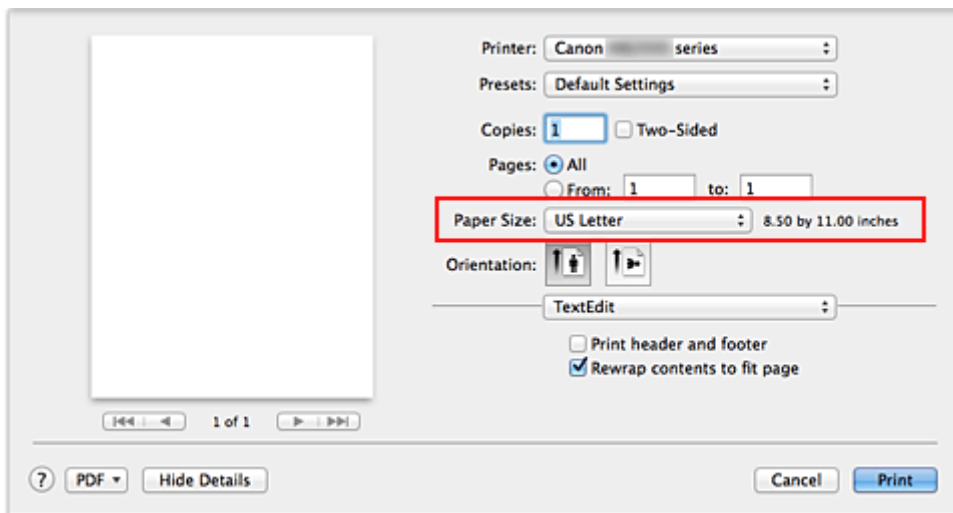 Printer: Canon series
Presets: Default Settings
Copies: 1 Two-Sided
Pages: All
From: 1 to: 1
Paper Size: US Letter 8.50 by 11.00 inches
Orientation:
TextEdit
Print header and footer
Rewrap contents to fit page
1 of 1
? PDF Hide Details Cancel Print